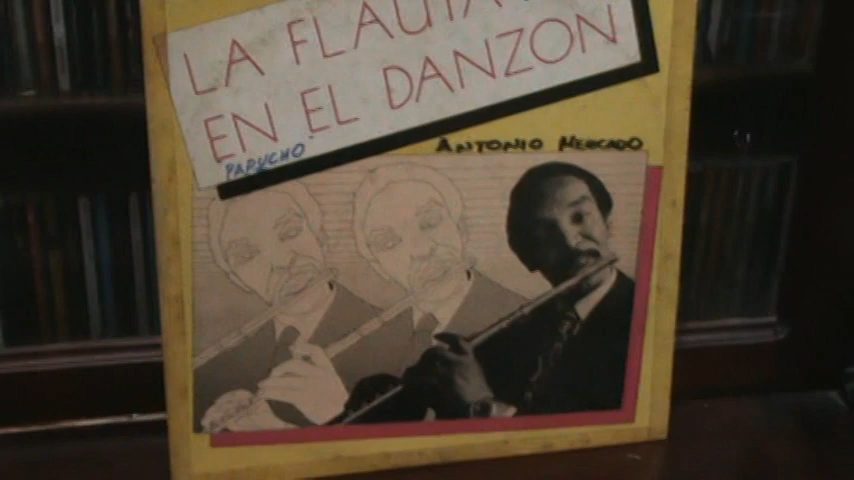 LA FLAUTA
EN EL DANZON
PAPUCHO"
ANTONIO MERCADO